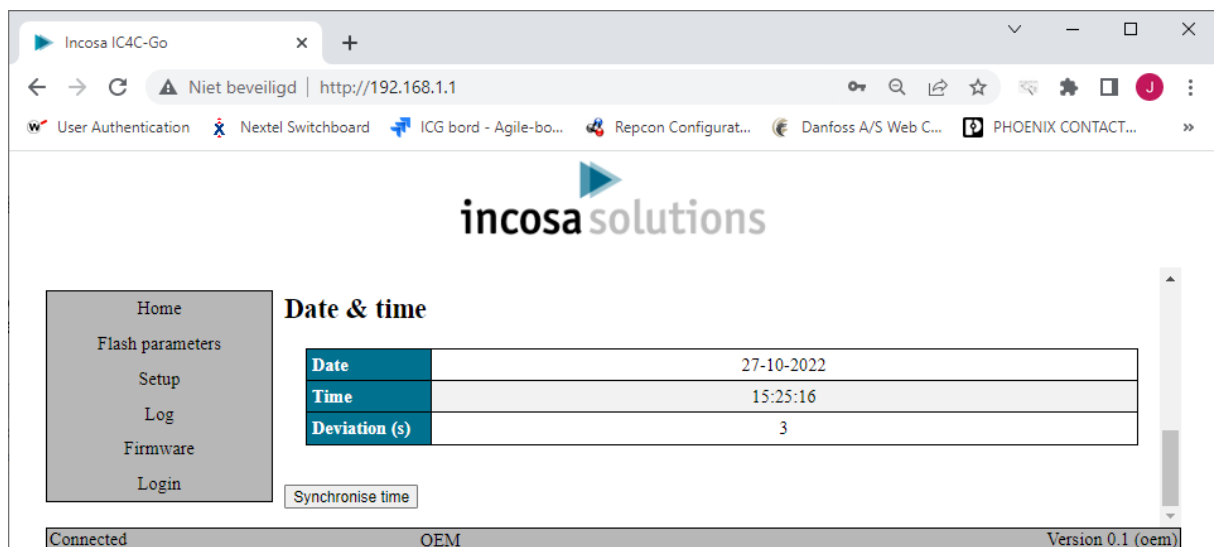 Incosa IC4C-Go
Niet beveiligd | http://192.168.1.1
J
User Authentication Nextel Switchboard ICG bord - Agile-bo... Repcon Configurat... Danfoss A/S Web C... PHOENIX CONTACT... »
incosa solutions
Home
Flash parameters
Setup
Log
Firmware
Login
Date & time
Date 27-10-2022
Time 15:25:16
Deviation (s) 3
Synchronise time
Connected OEM Version 0.1 (oem)